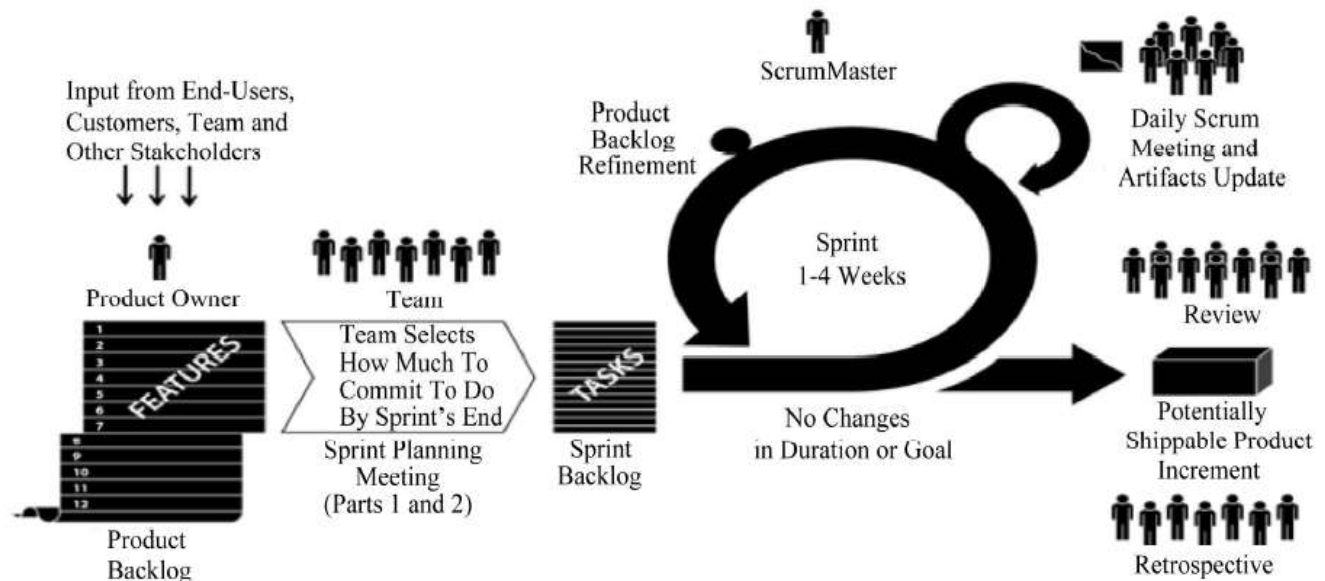 Input from End-Users,
Customers, Team and
Other Stakeholders
Product Owner
1
2
3
4
5
6
7
8
9
10
11
12
FEATURES
Product
Backlog
Team
Team Selects
How Much To
Commit To Do
By Sprint's End
Sprint Planning
Meeting
(Parts 1 and 2)
TASKS
Sprint
Backlog
ScrumMaster
Product
Backlog
Refinement
Sprint
1-4 Weeks
No Changes
in Duration or Goal
Daily Scrum
Meeting and
Artifacts Update
Review
Potentially
Shippable Product
Increment
Retrospective